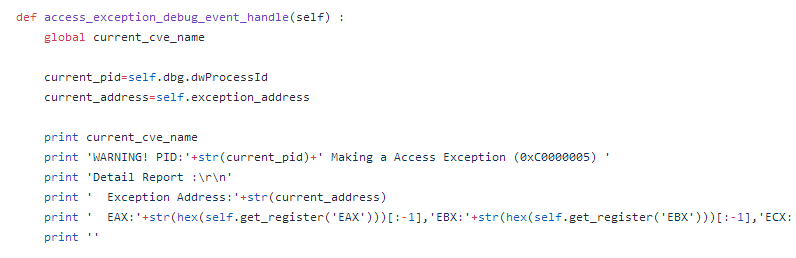 def access_exception_debug_event_handle(self) :
    global current_cve_name

    current_pid=self.dbg.dwProcessId
    current_address=self.exception_address

    print current_cve_name
    print 'WARNING! PID:'+str(current_pid)+' Making a Access Exception (0xC0000005) '
    print 'Detail Report :\r\n'
    print '  Exception Address:'+str(current_address)
    print '  EAX:'+str(hex(self.get_register('EAX')))[:-1],'EBX:'+str(hex(self.get_register('EBX')))[:-1],'ECX:
    print ''